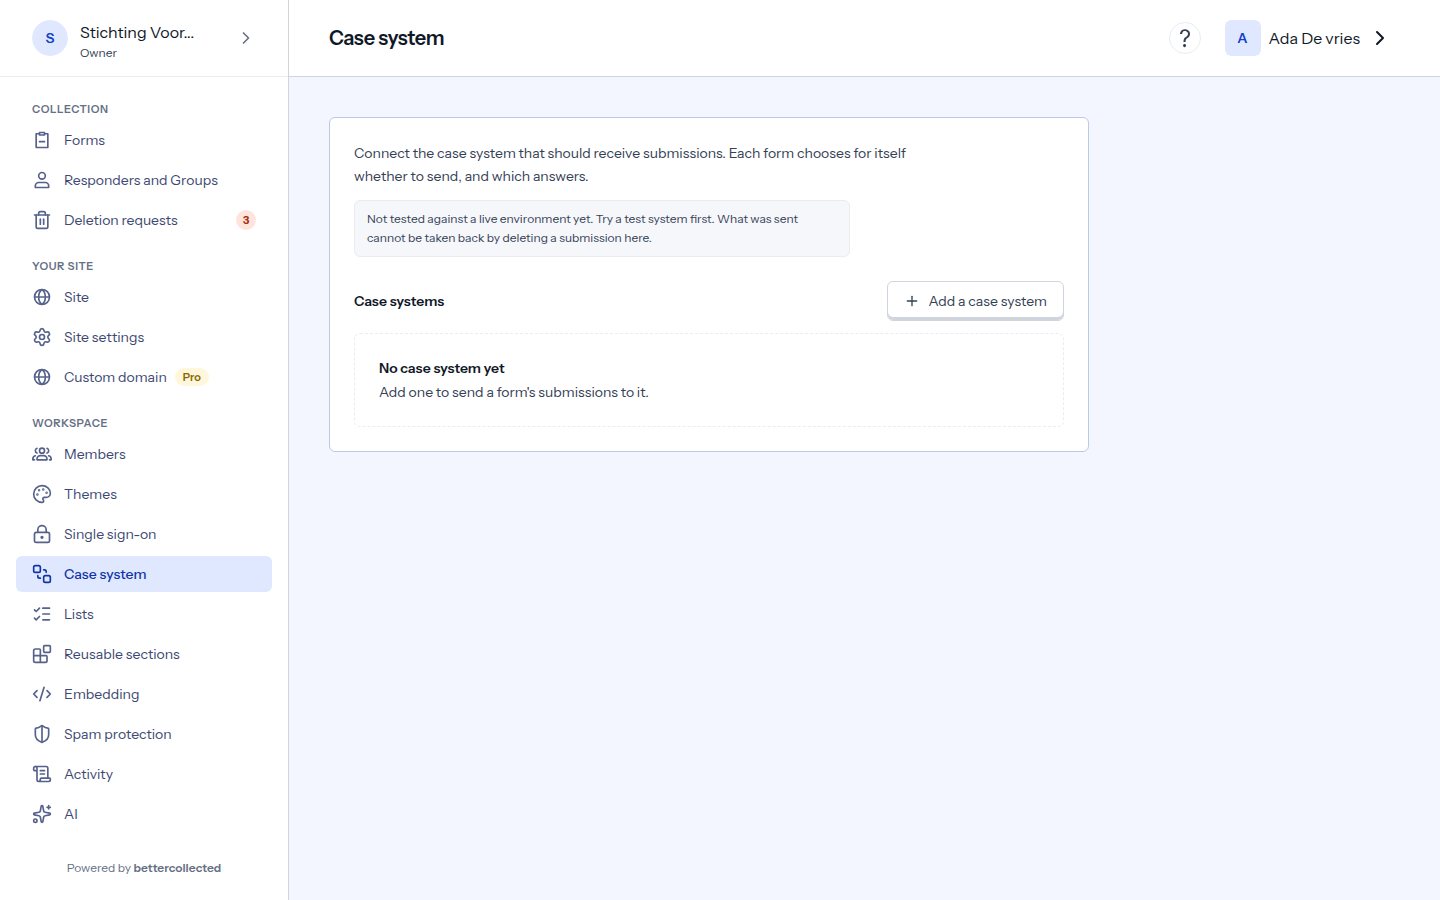 S
Stichting Voor...
Owner
COLLECTION
Forms
Responders and Groups
Deletion requests
3
YOUR SITE
Site
Site settings
Custom domain
Pro
WORKSPACE
Members
Themes
Single sign-on
Case system
Lists
Reusable sections
Embedding
Spam protection
Activity
AI
Powered by bettercollected
Case system
?
A
Ada De vries
Connect the case system that should receive submissions. Each form chooses for itself
whether to send, and which answers.
Not tested against a live environment yet. Try a test system first. What was sent
cannot be taken back by deleting a submission here.
Case systems
Add a case system
No case system yet
Add one to send a form's submissions to it.